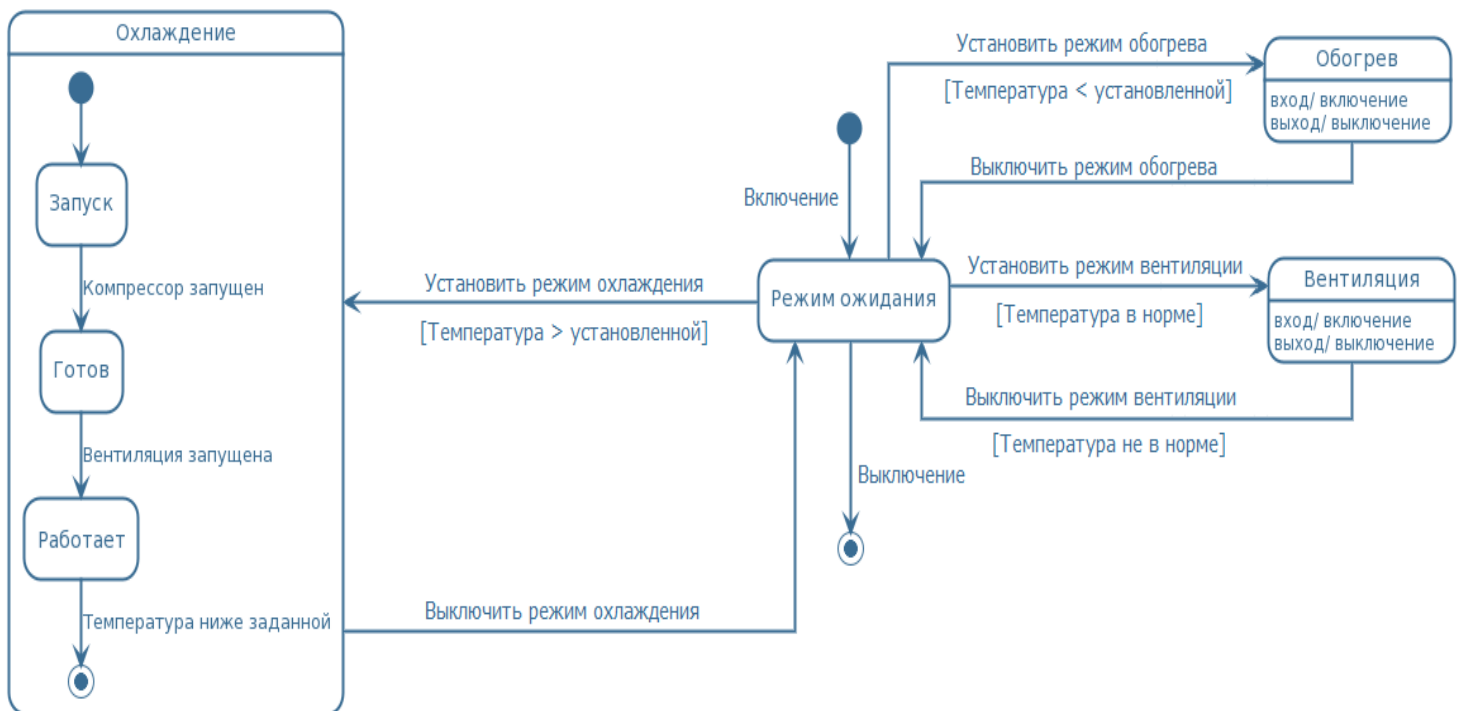 Охлаждение
Запуск
Компрессор запущен
Готов
Вентиляция запущена
Работает
Температура ниже заданной
Установить режим охлаждения
[Температура > установленной]
Выключить режим охлаждения
Включение
Режим ожидания
Выключение
Установить режим обогрева
[Температура < установленной]
Выключить режим обогрева
Обогрев
вход/ включение
выход/ выключение
Установить режим вентиляции
[Температура в норме]
Выключить режим вентиляции
[Температура не в норме]
Вентиляция
вход/ включение
выход/ выключение